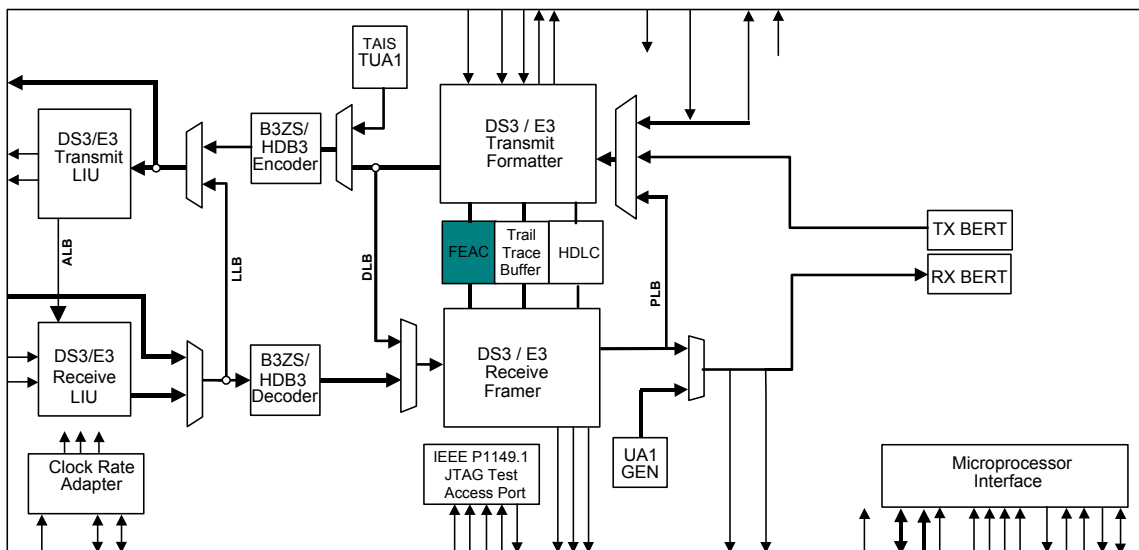 TAIS
TUA1
DS3/E3
Transmit
LIU
B3ZS/
HDB3
Encoder
DS3 / E3
Transmit
Formatter
FEAC
Trail
Trace
Buffer
HDLC
TX BERT
RX BERT
ALB
LLB
DLB
PLB
DS3/E3
Receive
LIU
B3ZS/
HDB3
Decoder
DS3 / E3
Receive
Framer
UA1
GEN
Clock Rate
Adapter
IEEE P1149.1
JTAG Test
Access Port
Microprocessor
Interface